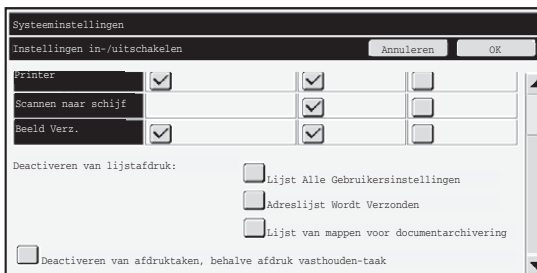 Systeeminstellingen
Instellingen in-/uitschakelen Annuleren OK
Printer
Scannen naar schijf
Beeld Verz.
Deactiveren van lijstafdruk:
Lijst Alle Gebruikersinstellingen
Adreslijst Wordt Verzonden
Lijst van mappen voor documentarchivering
Deactiveren van afdruktaken, behalve afdruk vasthouden-taak